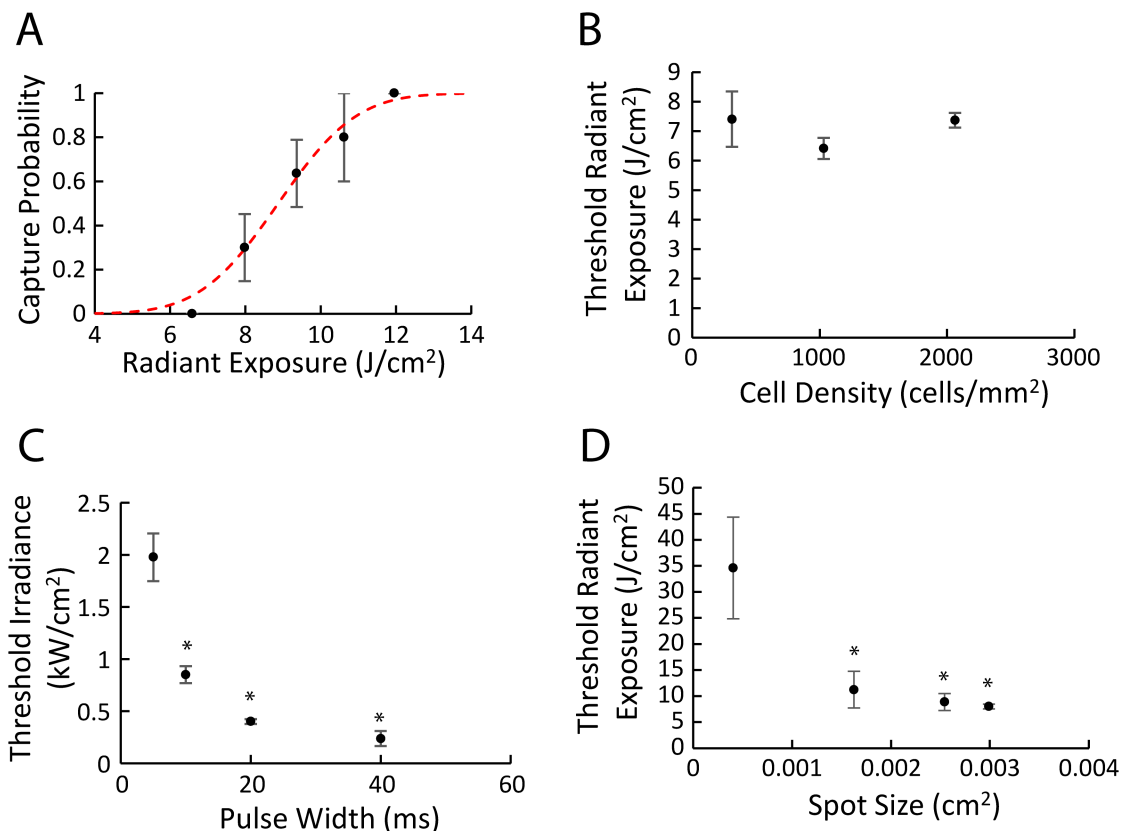 A
Capture Probability
1
0.8
0.6
0.4
0.2
0
4 6 8 10 12 14
Radiant Exposure (J/cm²)
B
Threshold Radiant
Exposure (J/cm²)
9
8
7
6
5
4
3
2
1
0
0 1000 2000 3000
Cell Density (cells/mm²)
C
Threshold Irradiance
(kW/cm²)
2.5
2
1.5
1
0.5
0
* * *
0 20 40 60
Pulse Width (ms)
D
Threshold Radiant
Exposure (J/cm²)
50
45
40
35
30
25
20
15
10
5
0
* * *
0 0.001 0.002 0.003 0.004
Spot Size (cm²)